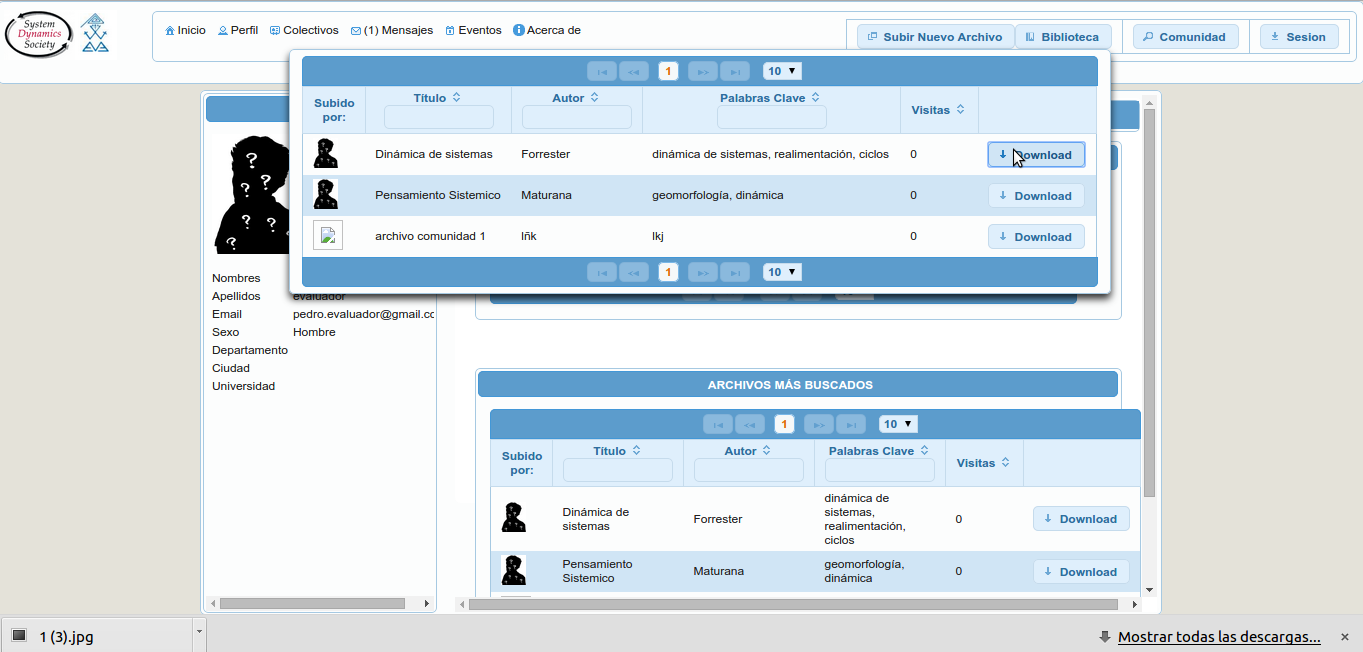 System
Dynamics
Society
Inicio Perfil Colectivos (1) Mensajes Eventos Acerca de
Subir Nuevo Archivo Biblioteca Comunidad Sesion
1 10
Subido por: Título Autor Palabras Clave Visitas
Dinámica de sistemas Forrester dinámica de sistemas, realimentación, ciclos 0 Download
Pensamiento Sistemico Maturana geomorfología, dinámica 0 Download
archivo comunidad 1 lñk lkj 0 Download
1 10
Nombres
Apellidos evaluador
Email pedro.evaluador@gmail.cc
Sexo Hombre
Departamento
Ciudad
Universidad
ARCHIVOS MÁS BUSCADOS
1 10
Subido por: Título Autor Palabras Clave Visitas
Dinámica de sistemas Forrester dinámica de sistemas, realimentación, ciclos 0 Download
Pensamiento Sistemico Maturana geomorfología, dinámica 0 Download
1 (3).jpg Mostrar todas las descargas...